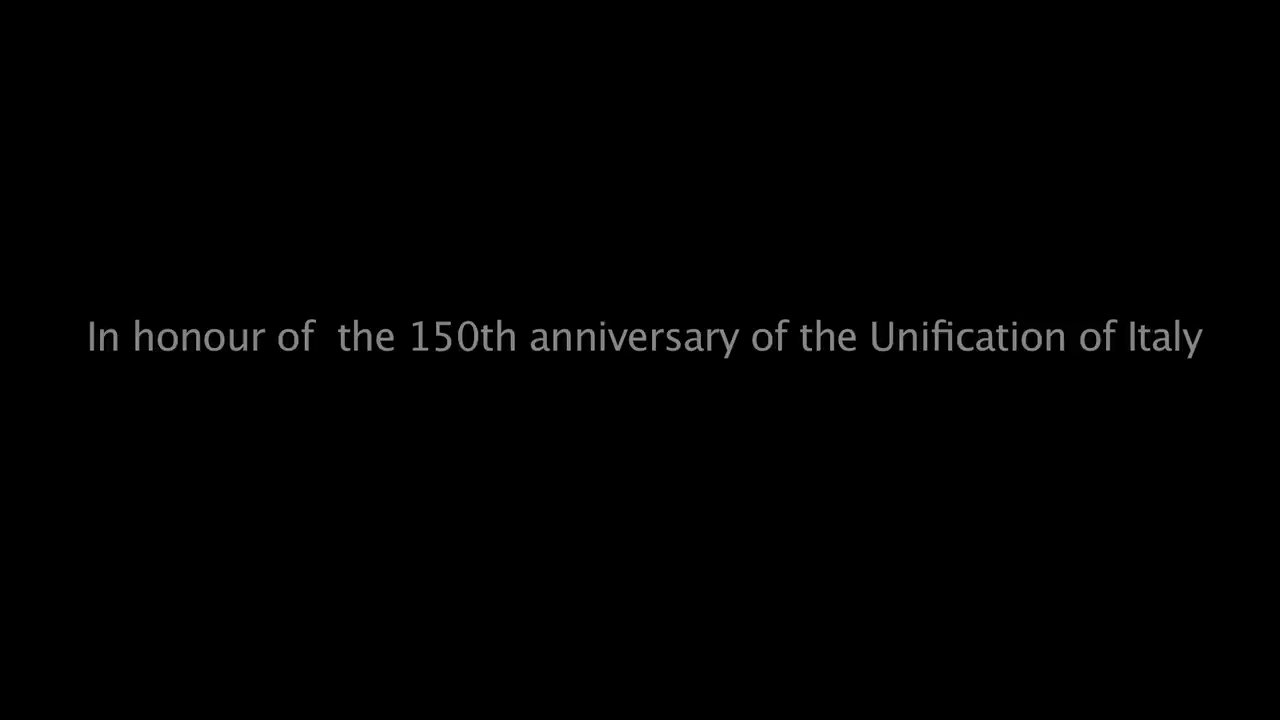 In honour of  the 150th anniversary of the Unification of Italy